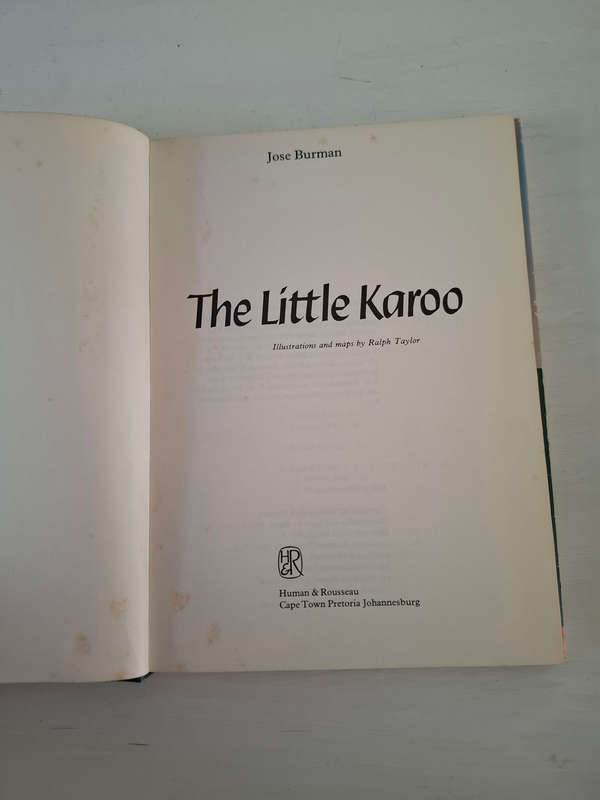 Jose Burman
The Little Karoo
Illustrations and maps by Ralph Taylor
H&R
Human & Rousseau
Cape Town Pretoria Johannesburg